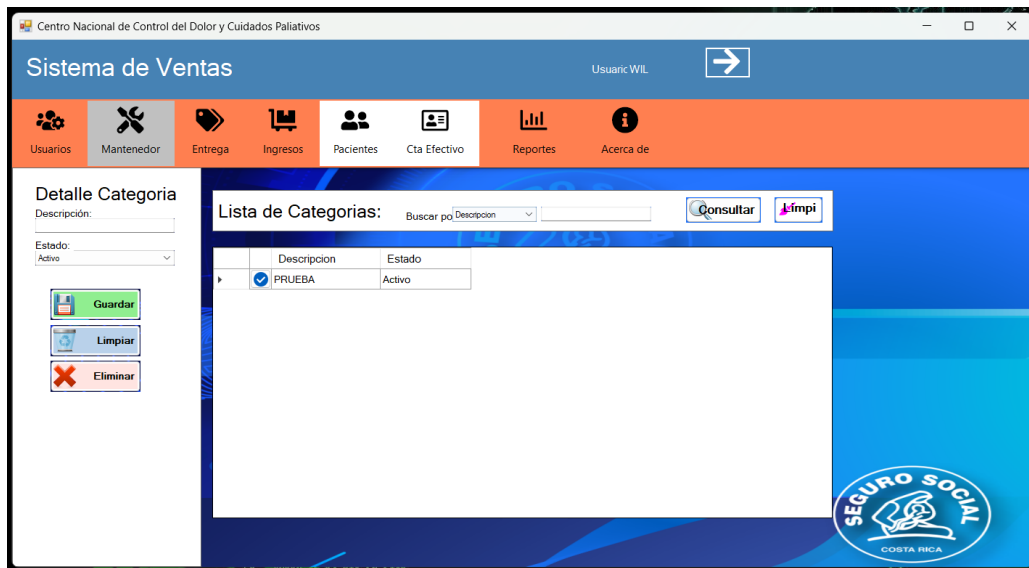 Centro Nacional de Control del Dolor y Cuidados Paliativos
Sistema de Ventas
Usuaric WIL
Usuarios
Mantenedor
Entrega
Ingresos
Pacientes
Cta Efectivo
Reportes
Acerca de
Detalle Categoria
Descripción:
Estado:
Activo
Guardar
Limpiar
Eliminar
Lista de Categorias:
Buscar po
Descripcion
Consultar
Limpi
Descripcion Estado
PRUEBA Activo
SEGURO SOCIAL
COSTA RICA